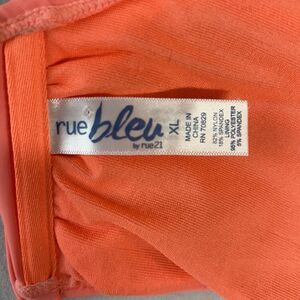 rue bleu
by rue21
XL
MADE IN
CHINA
RN 70829
82% NYLON
18% SPANDEX
LINING
95% POLYESTER
5% SPANDEX